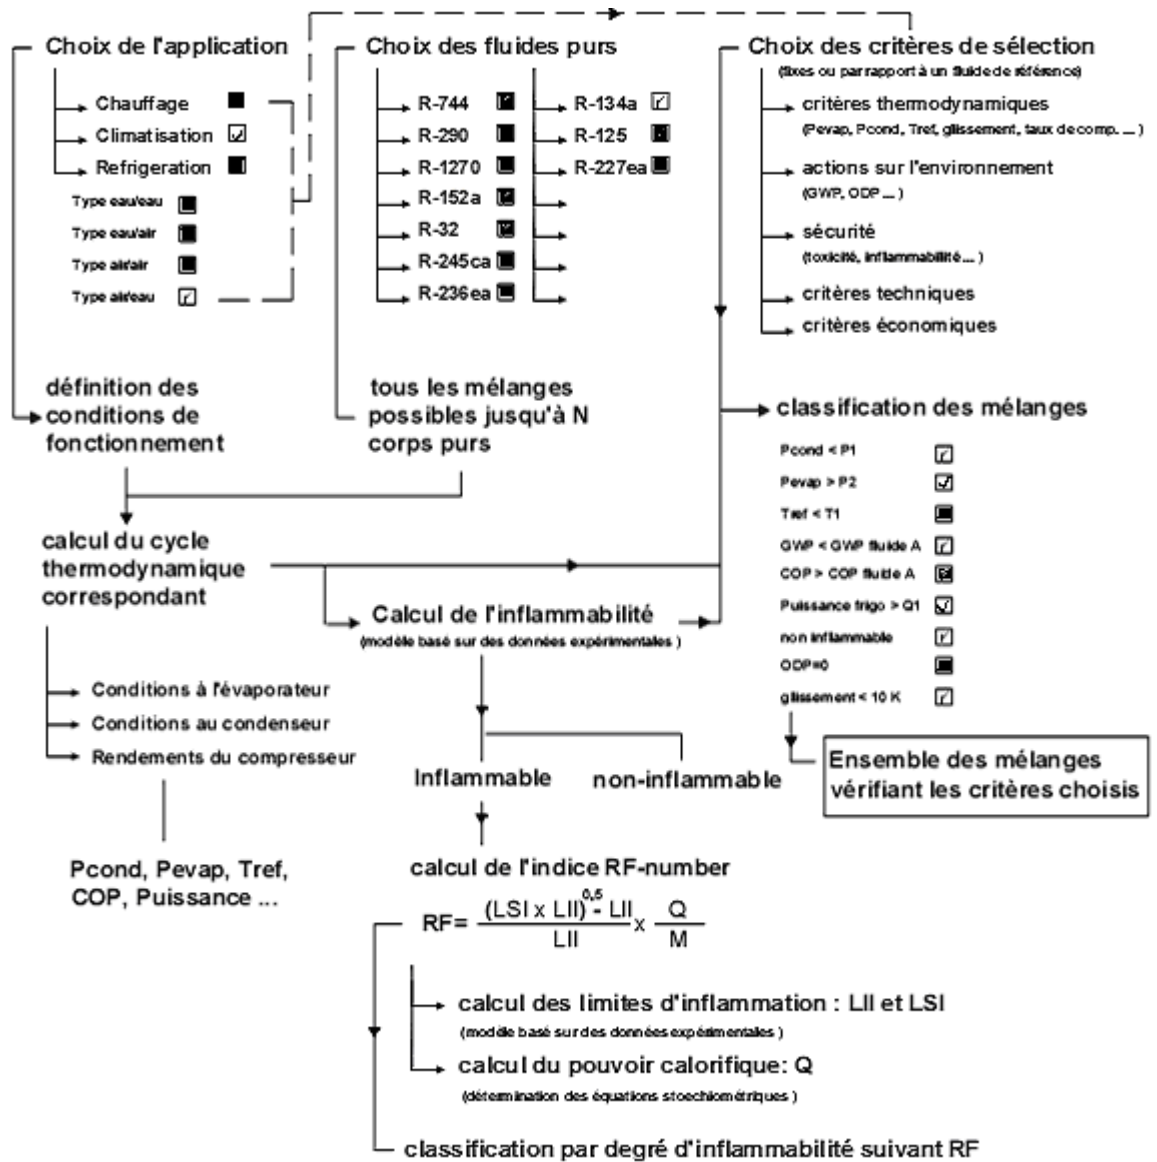 Choix de l'application
Chauffage
Climatisation
Refrigeration
Type eau/eau
Type eau/air
Type air/air
Type air/eau
Choix des fluides purs
R-744
R-290
R-1270
R-152a
R-32
R-245ca
R-236ea
R-134a
R-125
R-227ea
Choix des critères de sélection
(fixes ou par rapport à un fluide de référence)
critères thermodynamiques
(Pevap, Pcond, Tref, glissement, taux de comp. ... )
actions sur l'environnement
(GWP, ODP ... )
sécurité
(toxicité, inflammabilité ... )
critères techniques
critères économiques
définition des
conditions de
fonctionnement
tous les mélanges
possibles jusqu'à N
corps purs
classification des mélanges
Pcond < P1
Pevap > P2
Tref < T1
GWP < GWP fluide A
COP > COP fluide A
Puissance frigo > Q1
non inflammable
ODP=0
glissement < 10 K
Ensemble des mélanges
vérifiant les critères choisis
calcul du cycle
thermodynamique
correspondant
Calcul de l'inflammabilité
(modèle basé sur des données expérimentales )
Conditions à l'évaporateur
Conditions au condenseur
Rendements du compresseur
Pcond, Pevap, Tref,
COP, Puissance ...
Inflammable
non-inflammable
calcul de l'indice RF-number
RF= (LSI x LII)^0,5 - LII / LII x Q / M
calcul des limites d'inflammation : LII et LSI
(modèle basé sur des données expérimentales )
calcul du pouvoir calorifique: Q
(détermination des équations stoechiométriques )
classification par degré d'inflammabilité suivant RF